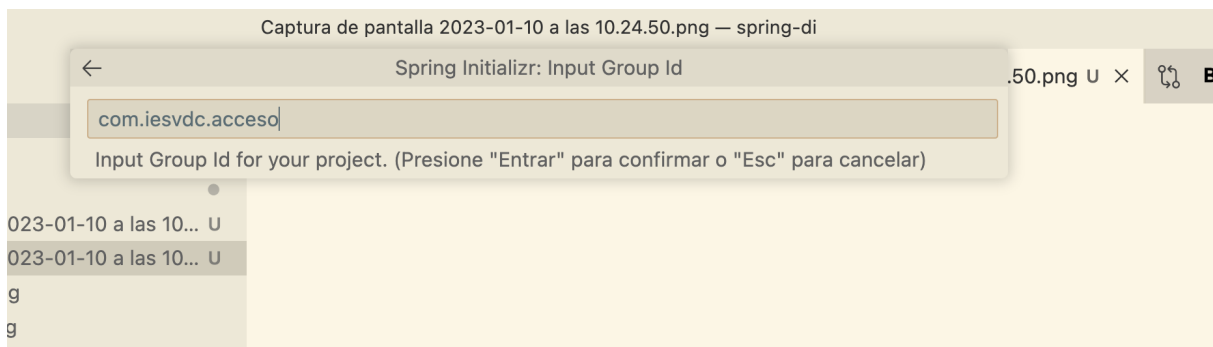 Captura de pantalla 2023-01-10 a las 10.24.50.png — spring-di
Spring Initializr: Input Group Id
.50.png U
com.iesvdc.acceso
Input Group Id for your project. (Presione "Entrar" para confirmar o "Esc" para cancelar)
023-01-10 a las 10... U
023-01-10 a las 10... U
g
g